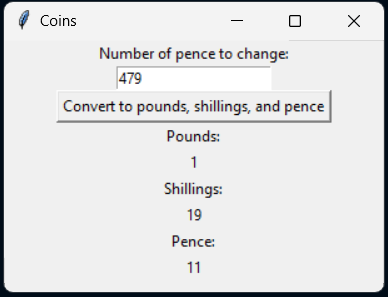 Coins
Number of pence to change:
479
Convert to pounds, shillings, and pence
Pounds:
1
Shillings:
19
Pence:
11